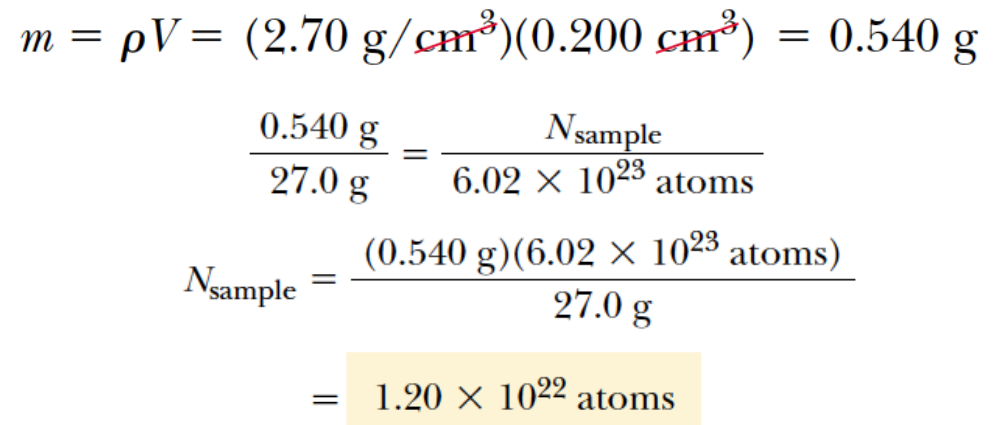 m = ρV = (2.70 g/cm³)(0.200 cm³) = 0.540 g
0.540 g / 27.0 g = N_sample / 6.02 × 10²³ atoms
N_sample = (0.540 g)(6.02 × 10²³ atoms) / 27.0 g
= 1.20 × 10²² atoms